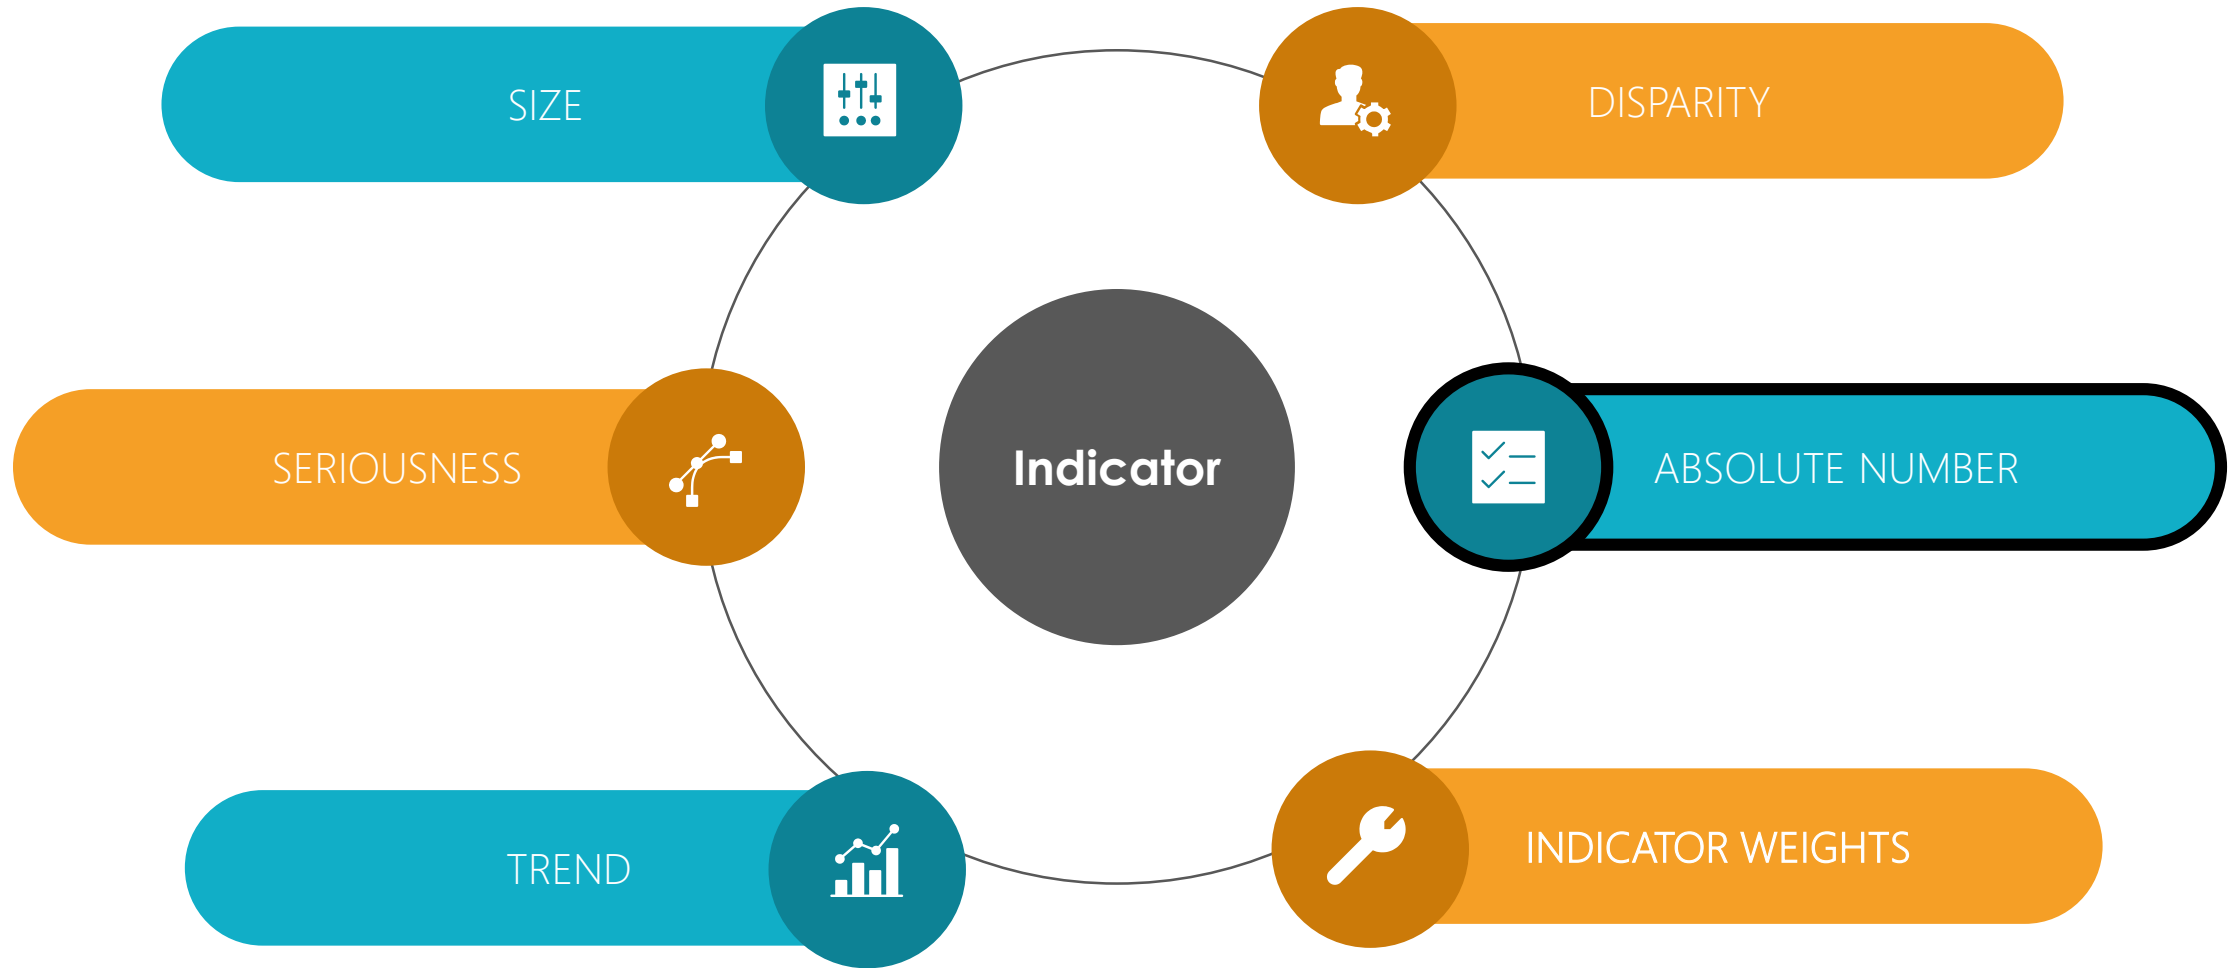 SIZE
DISPARITY
SERIOUSNESS
Indicator
ABSOLUTE NUMBER
TREND
INDICATOR WEIGHTS